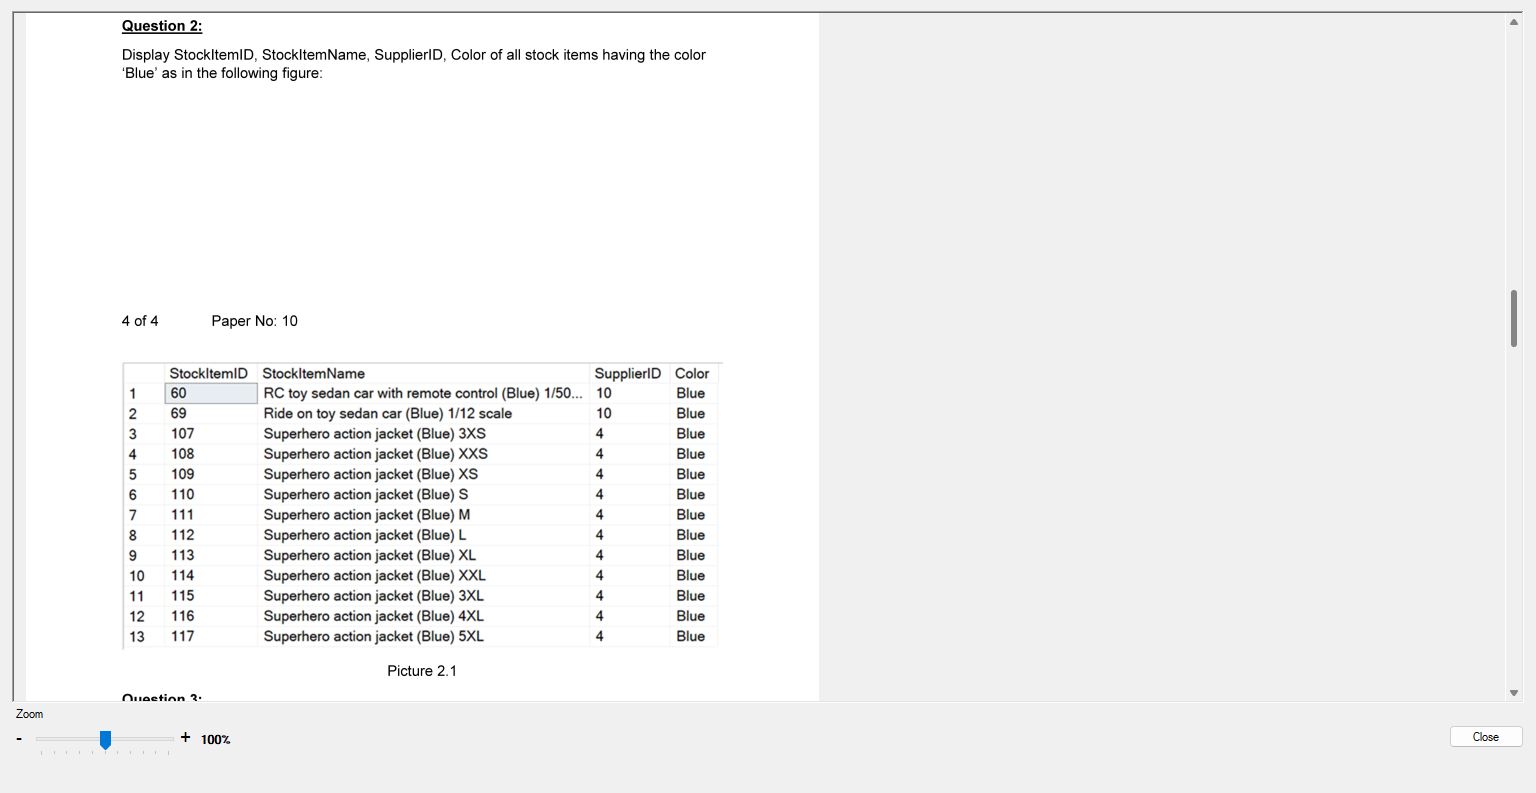 Question 2:
Display StockItemID, StockItemName, SupplierID, Color of all stock items having the color
‘Blue’ as in the following figure:
4 of 4 Paper No: 10
StockItemID StockItemName SupplierID Color
1 60 RC toy sedan car with remote control (Blue) 1/50... 10 Blue
2 69 Ride on toy sedan car (Blue) 1/12 scale 10 Blue
3 107 Superhero action jacket (Blue) 3XS 4 Blue
4 108 Superhero action jacket (Blue) XXS 4 Blue
5 109 Superhero action jacket (Blue) XS 4 Blue
6 110 Superhero action jacket (Blue) S 4 Blue
7 111 Superhero action jacket (Blue) M 4 Blue
8 112 Superhero action jacket (Blue) L 4 Blue
9 113 Superhero action jacket (Blue) XL 4 Blue
10 114 Superhero action jacket (Blue) XXL 4 Blue
11 115 Superhero action jacket (Blue) 3XL 4 Blue
12 116 Superhero action jacket (Blue) 4XL 4 Blue
13 117 Superhero action jacket (Blue) 5XL 4 Blue
Picture 2.1
Question 3:
Zoom
- + 100%
Close